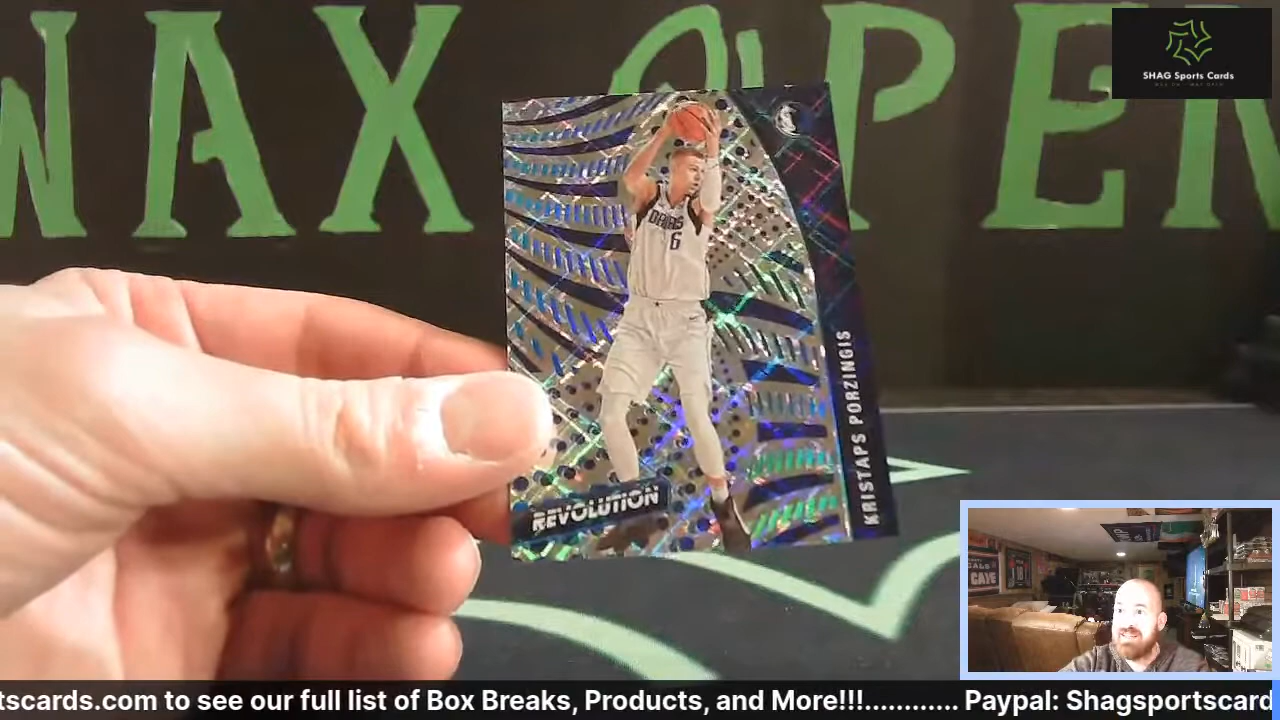 WAX OPEN
SHAG Sports Cards
DALLAS
6
KRISTAPS PORZINGIS
REVOLUTION
CAVE
tscards.com to see our full list of Box Breaks, Products, and More!!!............ Paypal: Shagsportscard